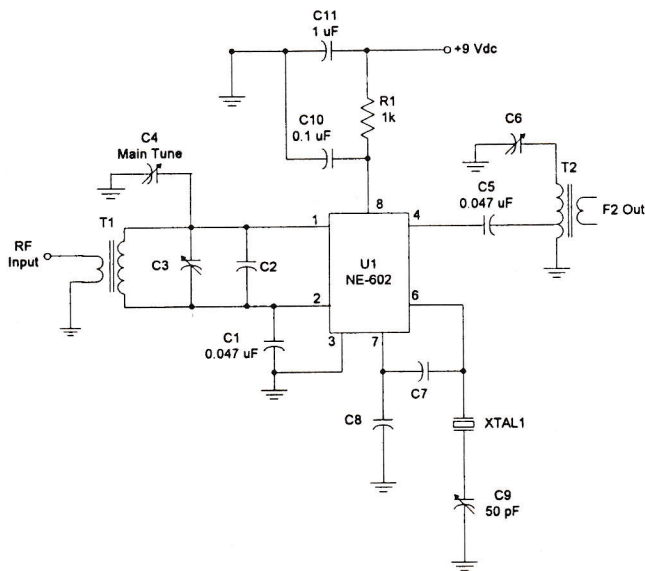 C11
1 uF
+9 Vdc
R1
1k
C10
0.1 uF
C6
C4
Main Tune
T2
C5
0.047 uF
8
F2 Out
T1
1
4
RF
Input
U1
NE-602
C3
C2
2
6
C1
0.047 uF
3
7
C7
C8
XTAL1
C9
50 pF